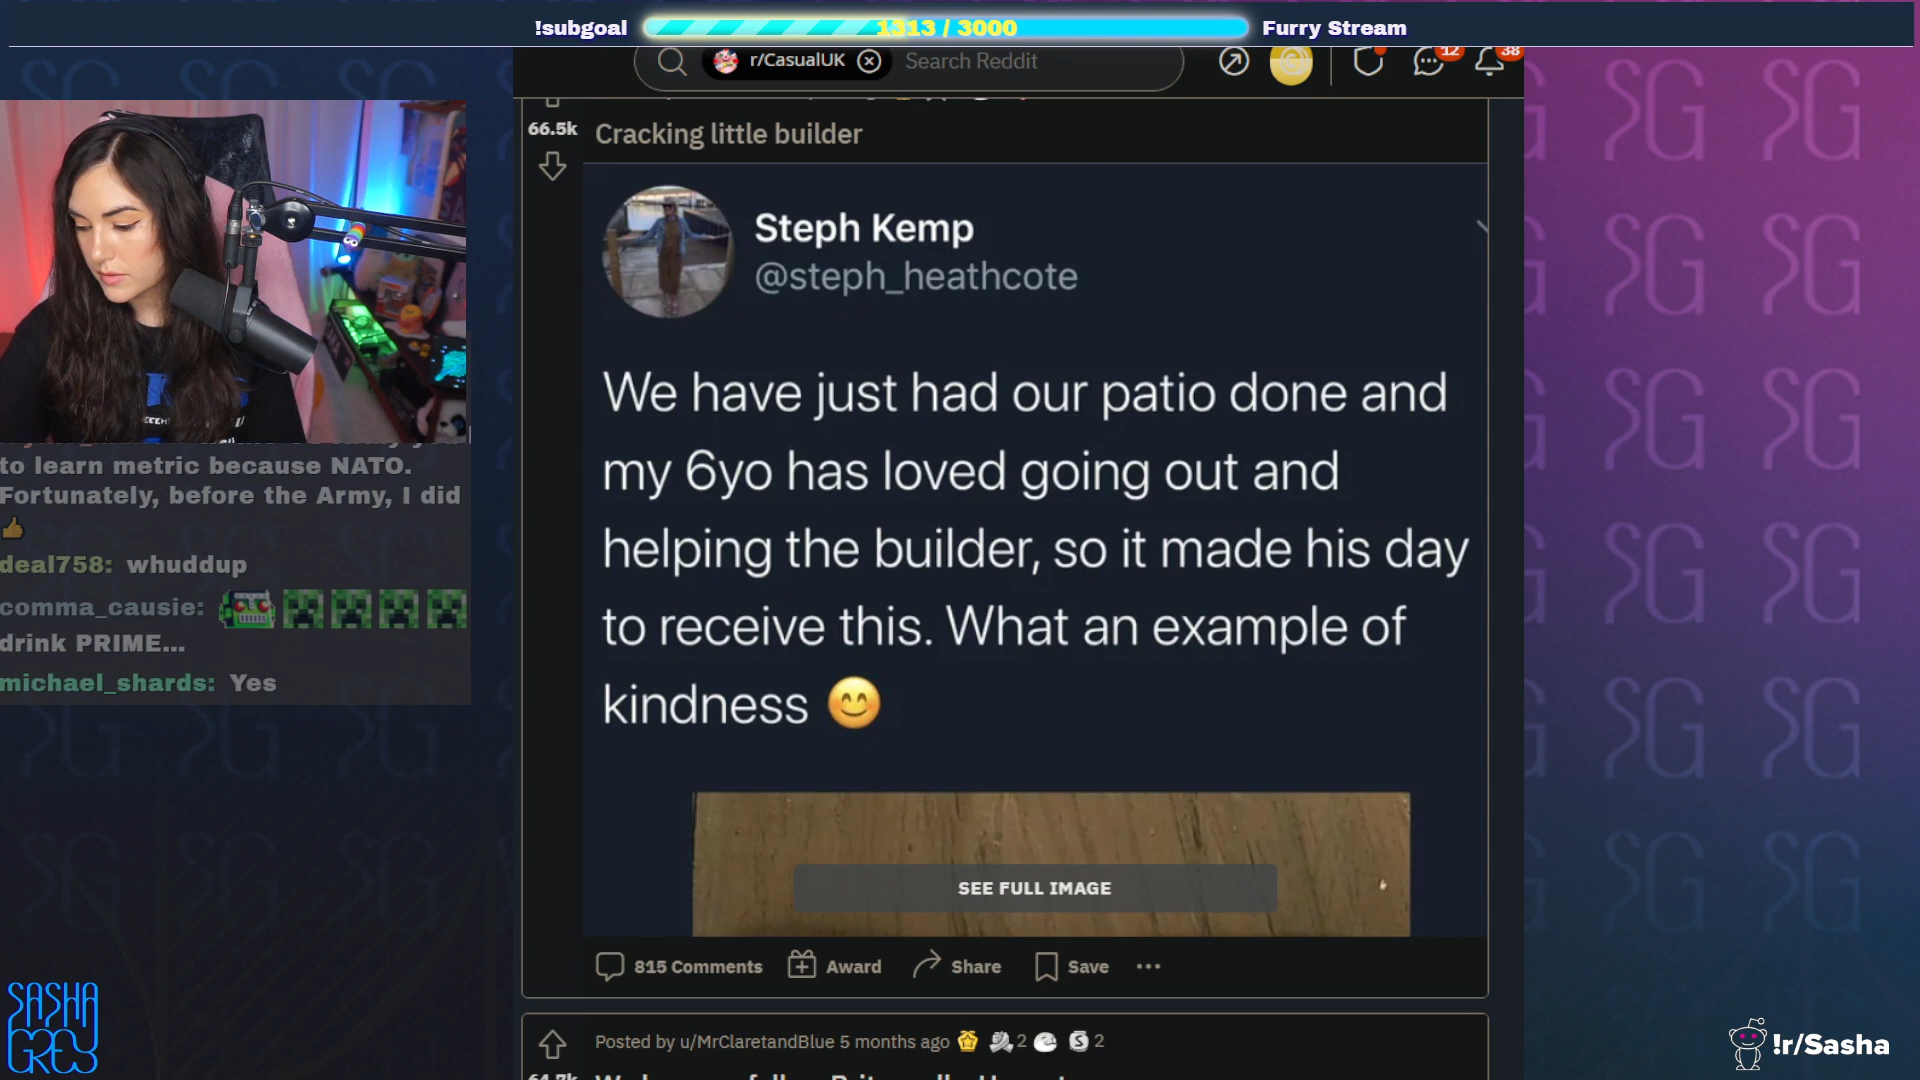 !subgoal
1313 / 3000
Furry Stream
r/CasualUK
Search Reddit
12
38
66.5k
Cracking little builder
Steph Kemp
@steph_heathcote
We have just had our patio done and
my 6yo has loved going out and
helping the builder, so it made his day
to receive this. What an example of
kindness 😊
SEE FULL IMAGE
815 Comments
Award
Share
Save
Posted by u/MrClaretandBlue 5 months ago
2
2
to learn metric because NATO.
Fortunately, before the Army, I did
👍
deal758: whuddup
comma_causie:
drink PRIME...
michael_shards: Yes
SASHA
GREY
!r/Sasha